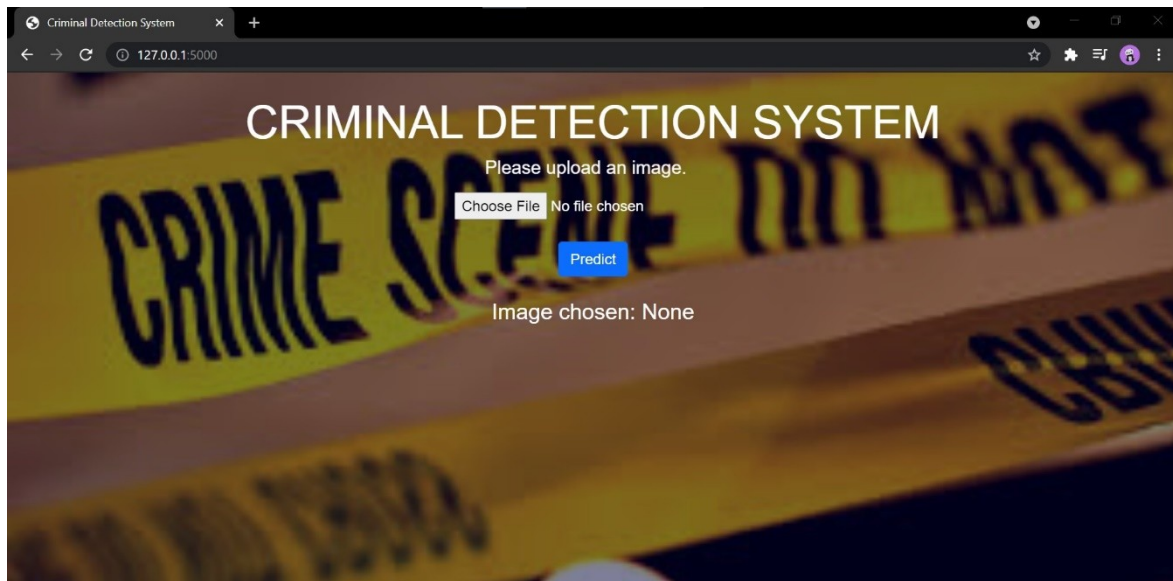 Criminal Detection System
127.0.0.1:5000
CRIMINAL DETECTION SYSTEM
Please upload an image.
Choose File No file chosen
Predict
Image chosen: None
CRIME SCENE DO NOT